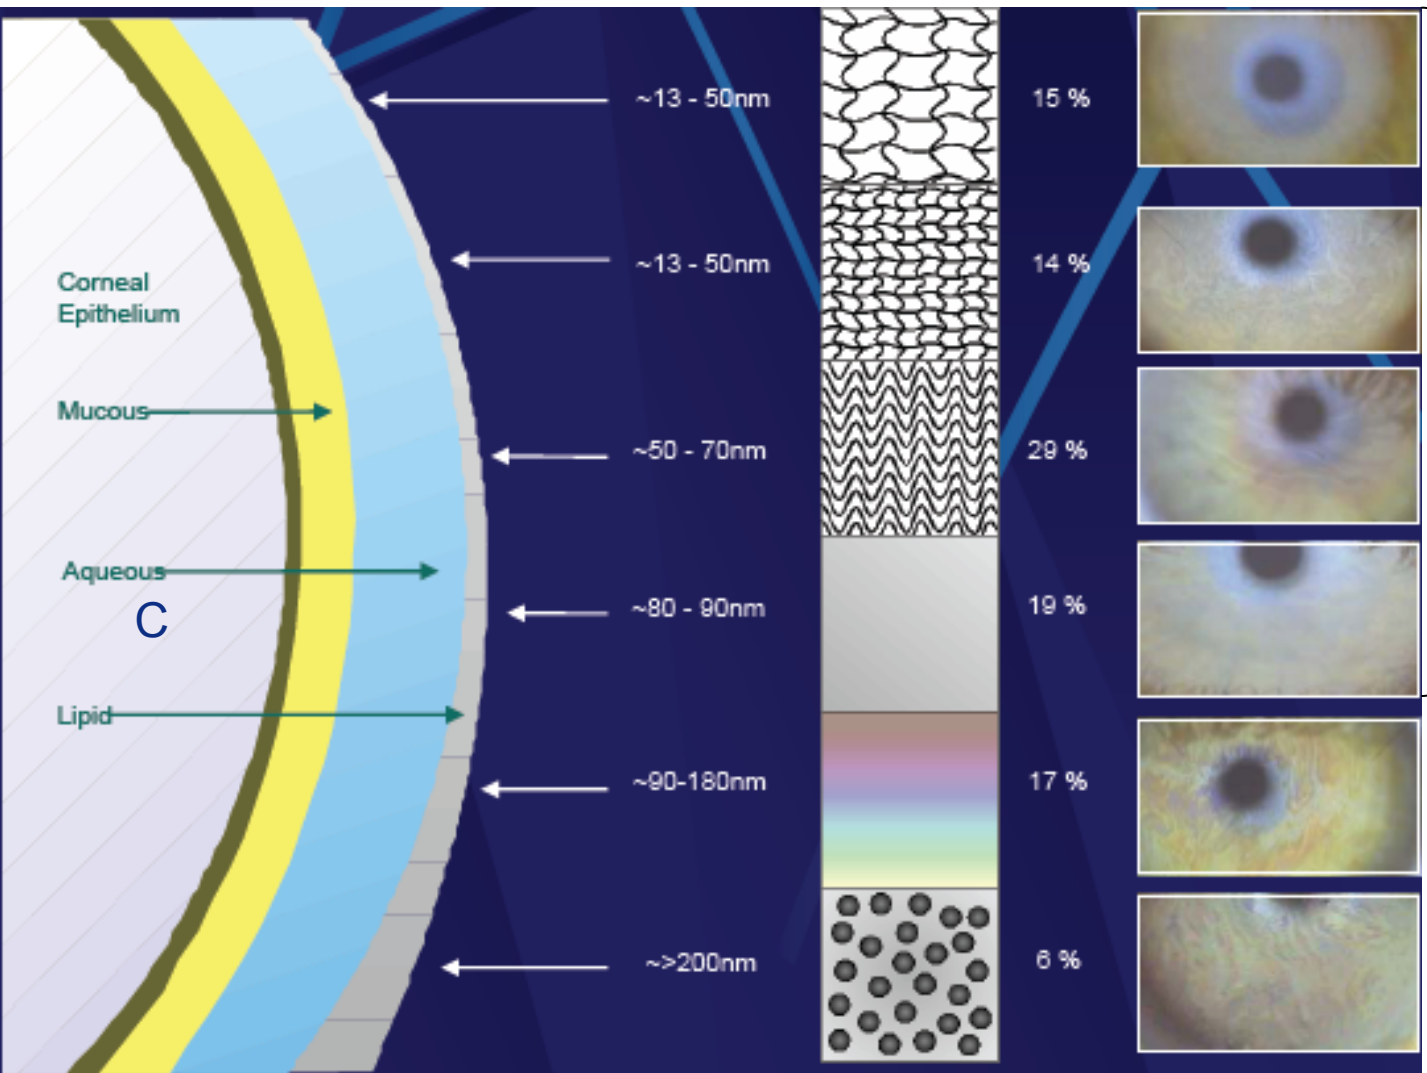 ~13 - 50nm
15 %
~13 - 50nm
14 %
Corneal
Epithelium
Mucous
~50 - 70nm
29 %
Aqueous
C
~80 - 90nm
19 %
Lipid
~90-180nm
17 %
~>200nm
6 %